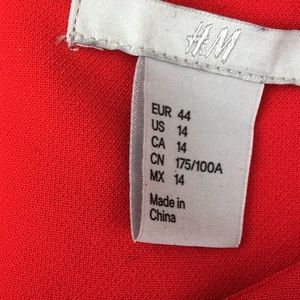 H&M
EUR 44
US 14
CA 14
CN 175/100A
MX 14
Made in
China